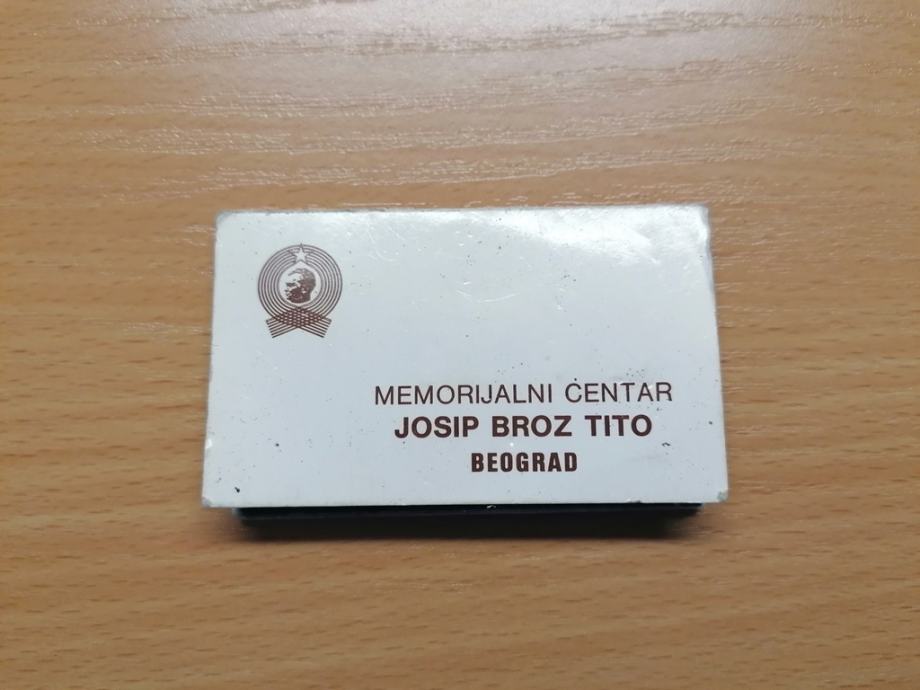 MEMORIJALNI CENTAR
JOSIP BROZ TITO
BEOGRAD